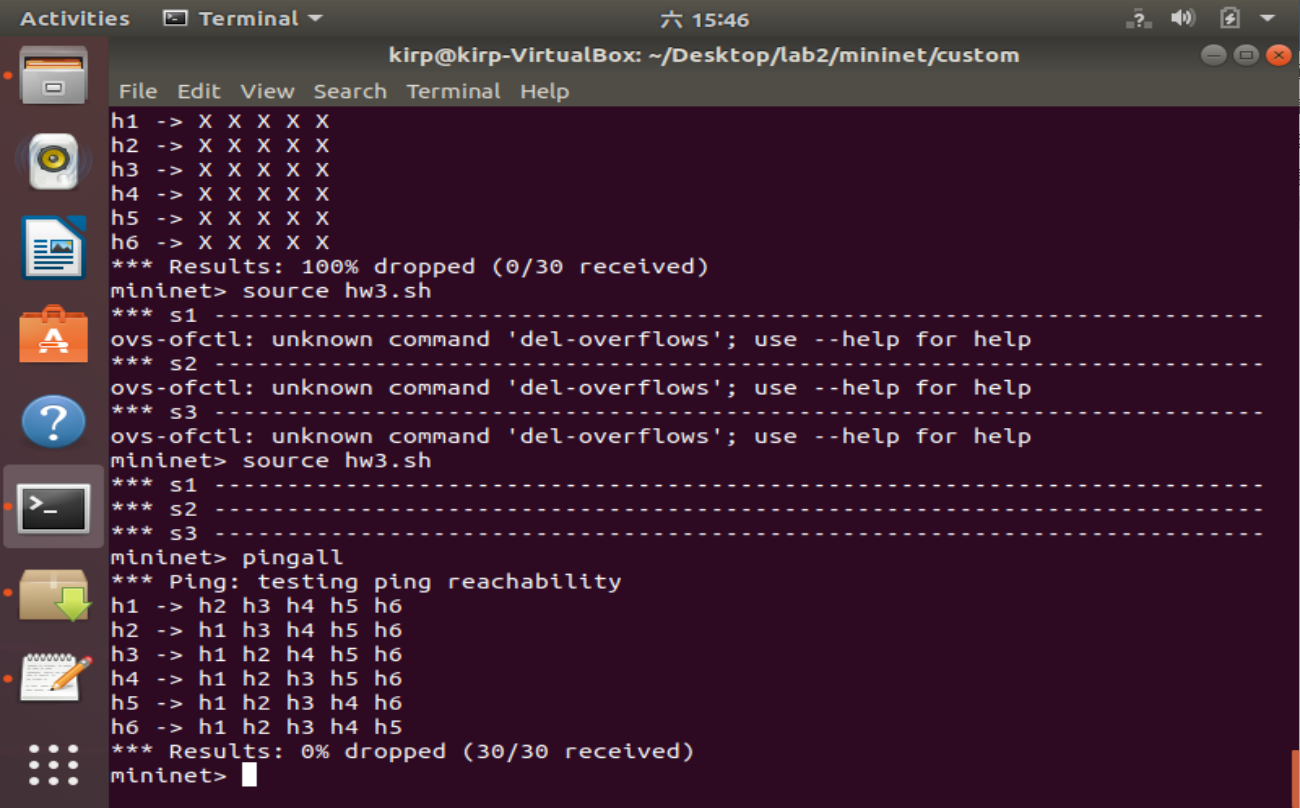 Activities Terminal 六 15:46
kirp@kirp-VirtualBox: ~/Desktop/lab2/mininet/custom
File Edit View Search Terminal Help
h1 -> X X X X X
h2 -> X X X X X
h3 -> X X X X X
h4 -> X X X X X
h5 -> X X X X X
h6 -> X X X X X
*** Results: 100% dropped (0/30 received)
mininet> source hw3.sh
*** s1 ------------------------------------------------------------------------
ovs-ofctl: unknown command 'del-overflows'; use --help for help
*** s2 ------------------------------------------------------------------------
ovs-ofctl: unknown command 'del-overflows'; use --help for help
*** s3 ------------------------------------------------------------------------
ovs-ofctl: unknown command 'del-overflows'; use --help for help
mininet> source hw3.sh
*** s1 ------------------------------------------------------------------------
*** s2 ------------------------------------------------------------------------
*** s3 ------------------------------------------------------------------------
mininet> pingall
*** Ping: testing ping reachability
h1 -> h2 h3 h4 h5 h6
h2 -> h1 h3 h4 h5 h6
h3 -> h1 h2 h4 h5 h6
h4 -> h1 h2 h3 h5 h6
h5 -> h1 h2 h3 h4 h6
h6 -> h1 h2 h3 h4 h5
*** Results: 0% dropped (30/30 received)
mininet>